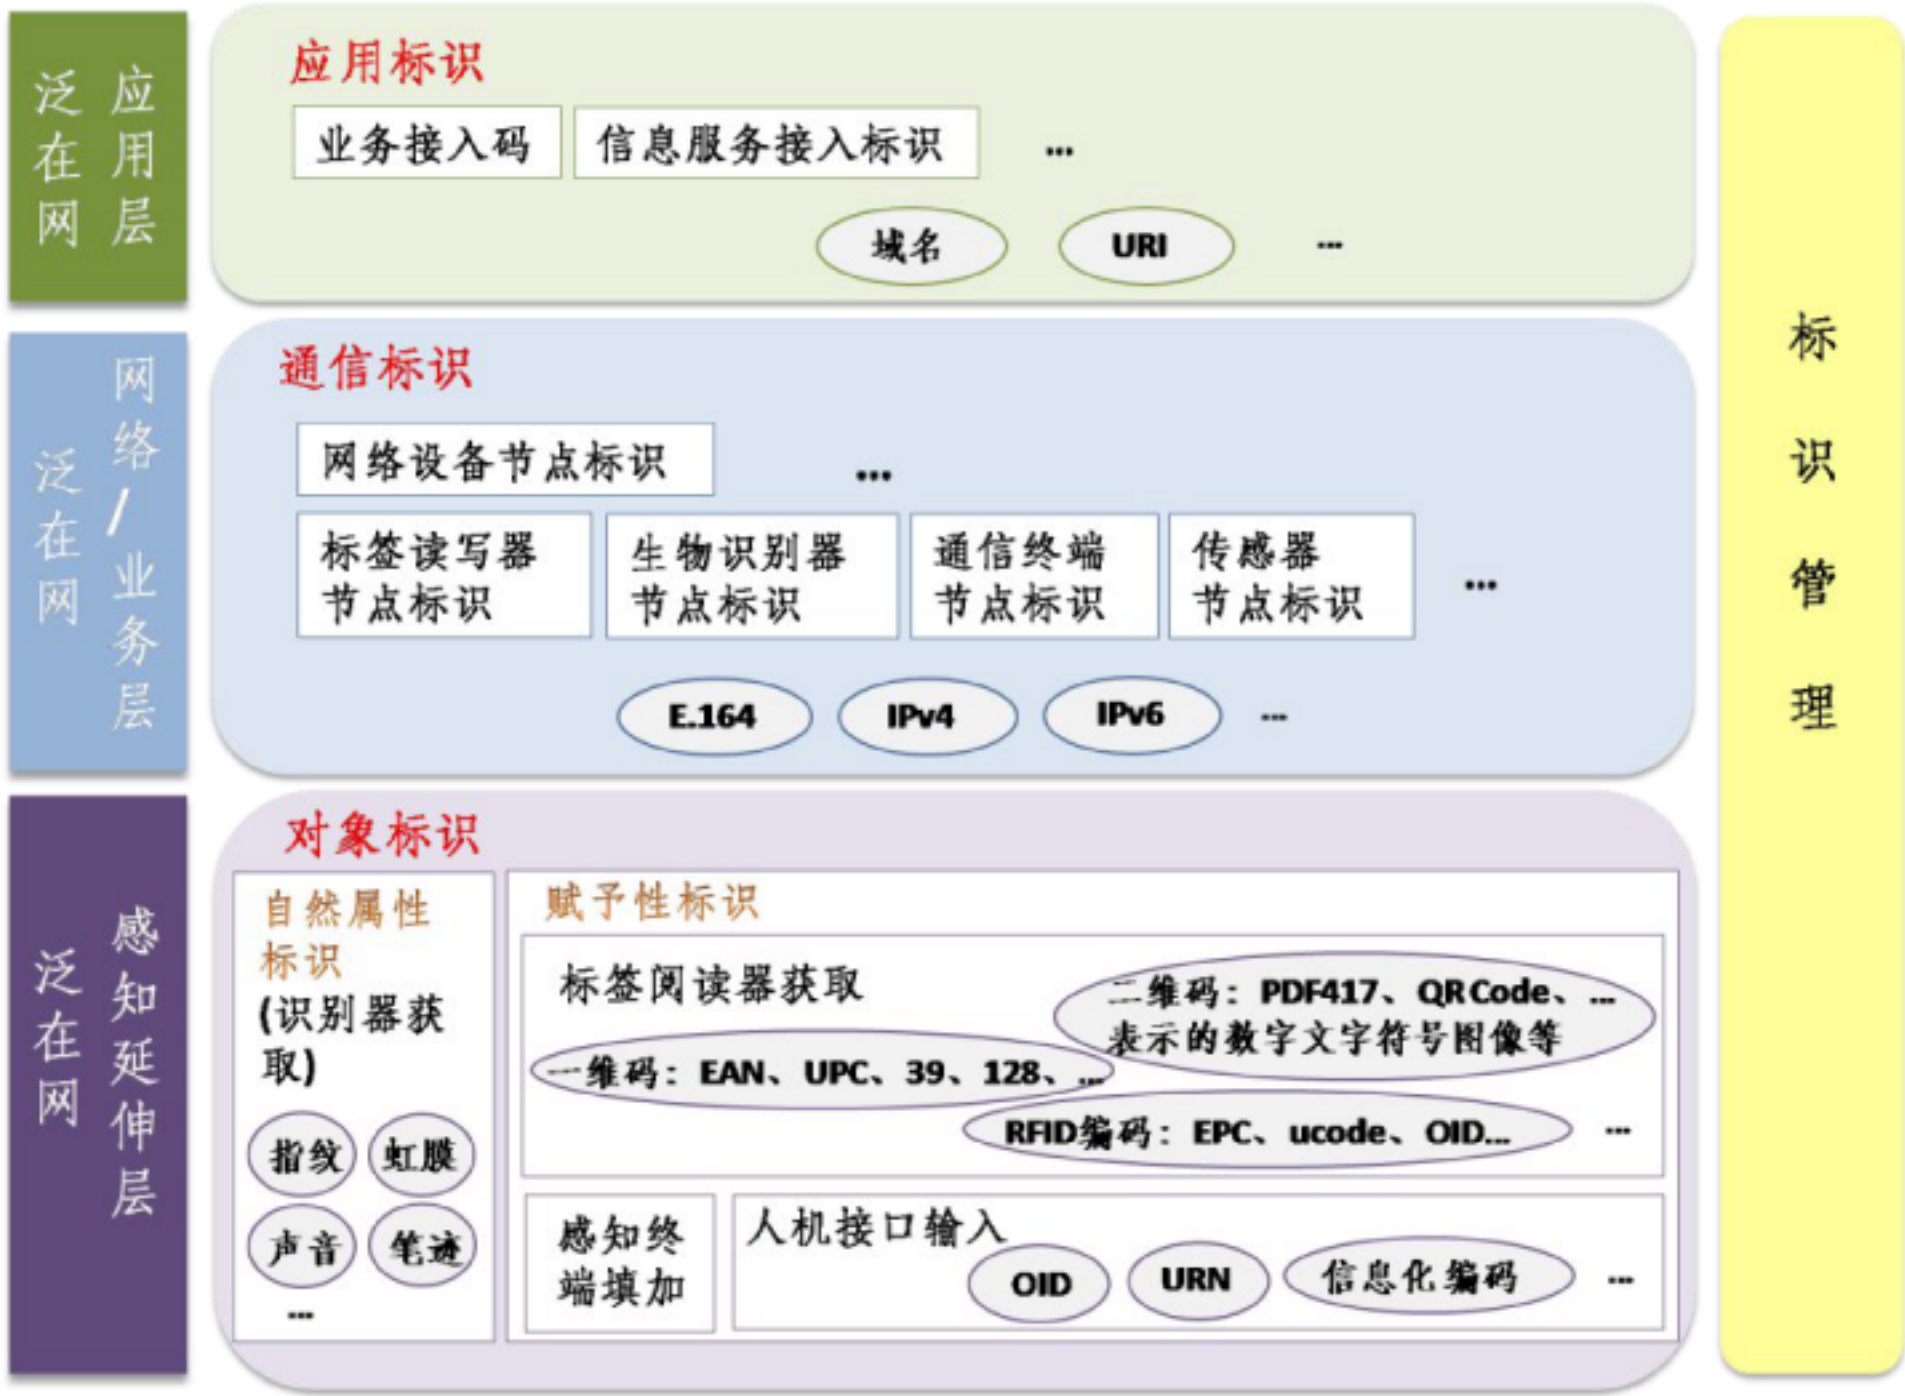 泛在网
应用层
应用标识
业务接入码
信息服务接入标识
...
域名
URI
...
泛在网
网络/业务层
通信标识
网络设备节点标识
...
标签读写器
节点标识
生物识别器
节点标识
通信终端
节点标识
传感器
节点标识
...
E.164
IPv4
IPv6
...
泛在网
感知延伸层
对象标识
自然属性
标识
(识别器获
取)
指纹
虹膜
声音
笔迹
...
赋予性标识
标签阅读器获取
二维码：PDF417、QR Code、...
表示的数字文字符号图像等
一维码：EAN、UPC、39、128、...
RFID编码：EPC、ucode、OID...
...
感知终
端填加
人机接口输入
OID
URN
信息化编码
...
标识管理